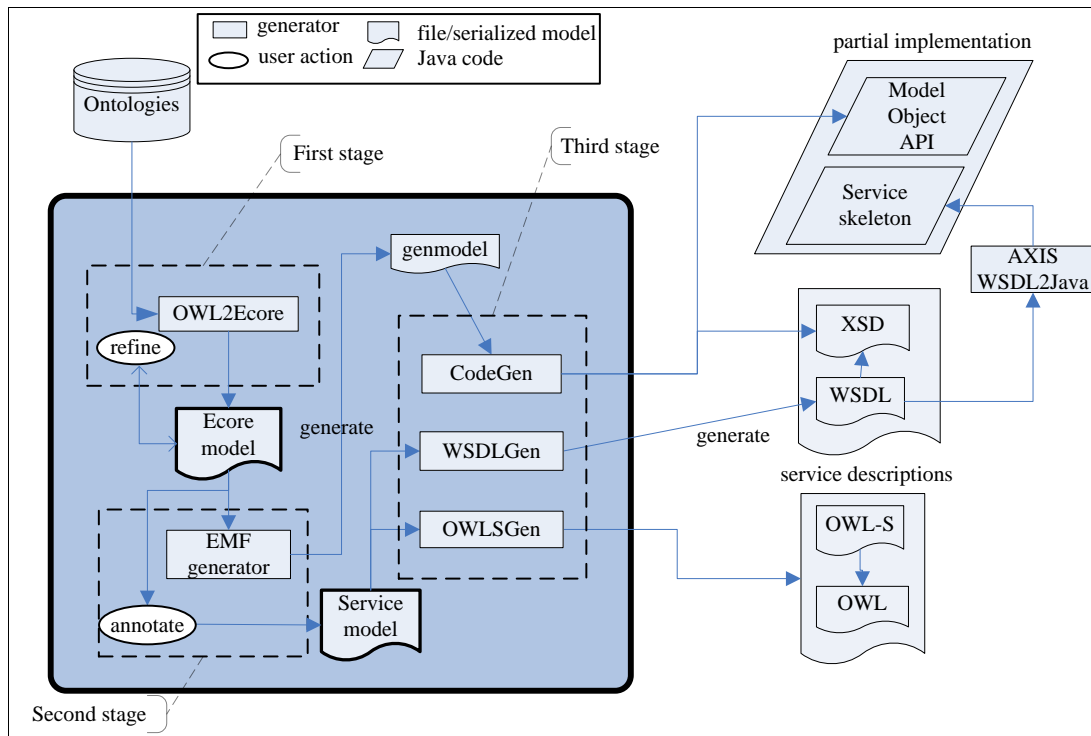 generator
file/serialized model
user action
Java code
partial implementation
Ontologies
Model
Object
API
First stage
Third stage
Service
skeleton
genmodel
AXIS
WSDL2Java
OWL2Ecore
XSD
refine
CodeGen
WSDL
Ecore
model
generate
WSDLGen
generate
service descriptions
OWLSGen
OWL-S
EMF
generator
OWL
Service
model
annotate
Second stage